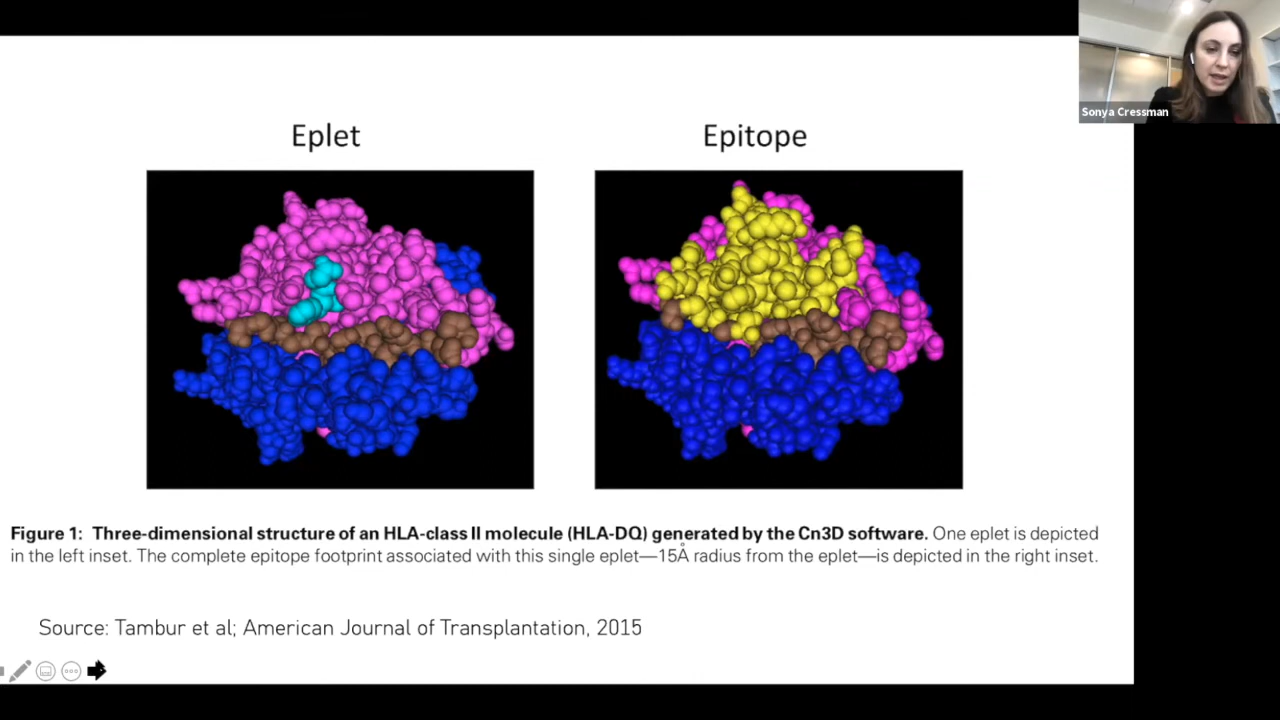 Sonya Cressman
Eplet
Epitope
Figure 1: Three-dimensional structure of an HLA-class II molecule (HLA-DQ) generated by the Cn3D software. One eplet is depicted
in the left inset. The complete epitope footprint associated with this single eplet—15Å radius from the eplet—is depicted in the right inset.
Source: Tambur et al; American Journal of Transplantation, 2015